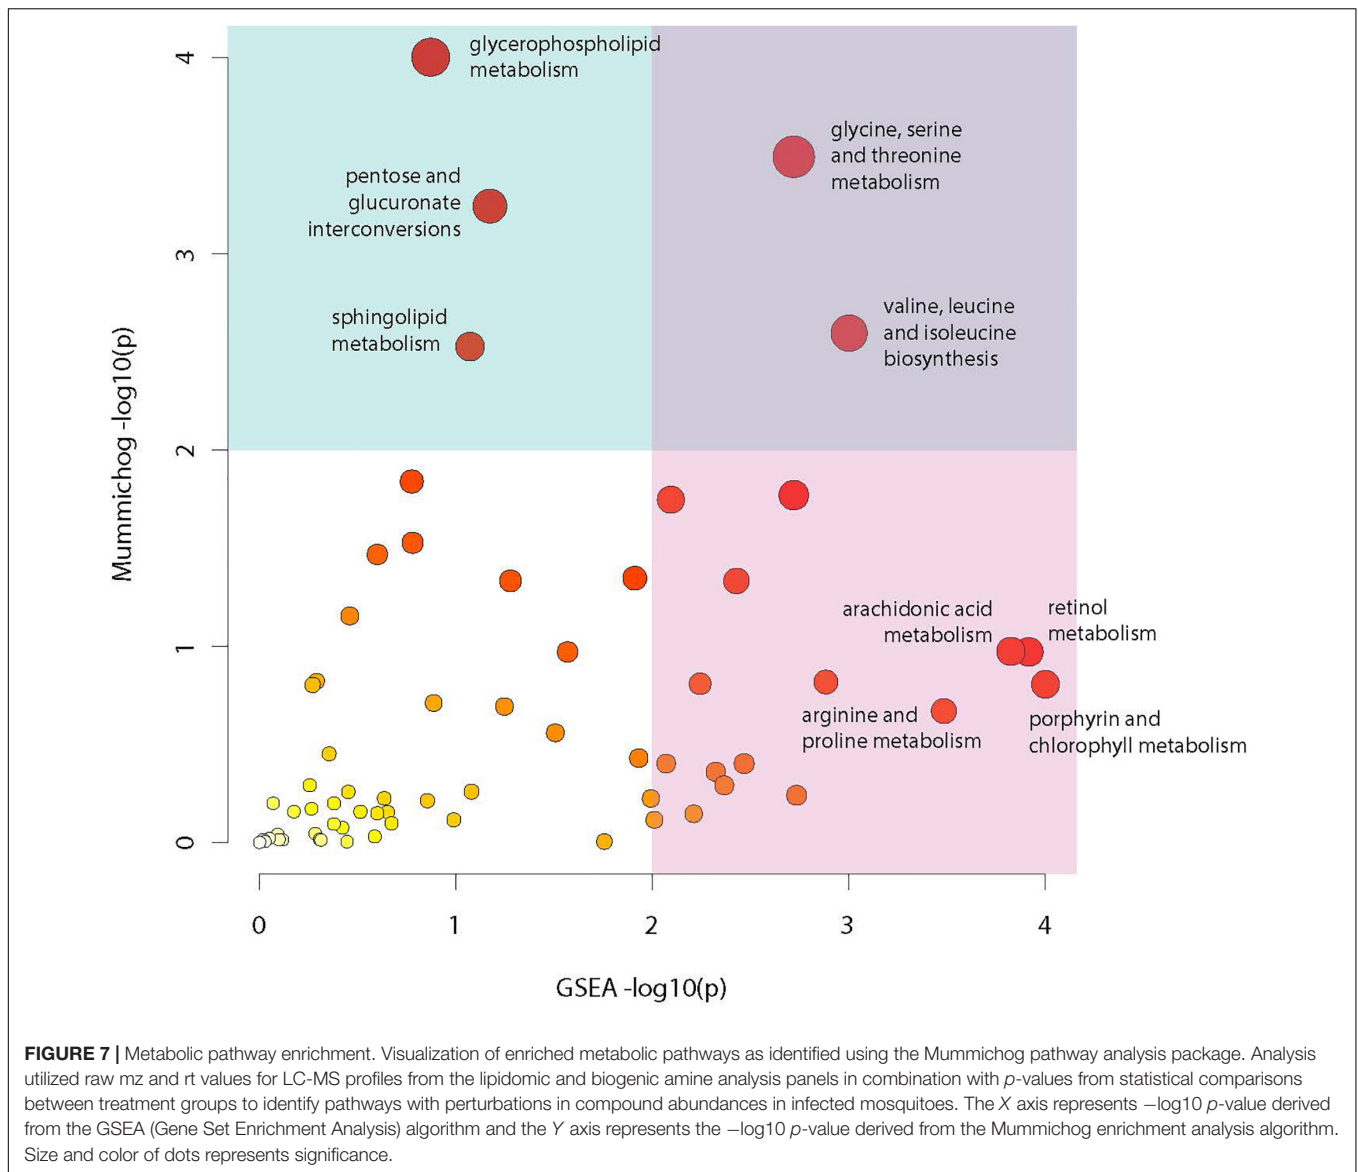 glycerophospholipid
metabolism
glycine, serine
and threonine
metabolism
pentose and
glucuronate
interconversions
sphingolipid
metabolism
valine, leucine
and isoleucine
biosynthesis
arachidonic acid
metabolism
retinol
metabolism
arginine and
proline metabolism
porphyrin and
chlorophyll metabolism
4
3
2
1
0
Mummichog -log10(p)
0 1 2 3 4
GSEA -log10(p)
FIGURE 7 | Metabolic pathway enrichment. Visualization of enriched metabolic pathways as identified using the Mummichog pathway analysis package. Analysis
utilized raw mz and rt values for LC-MS profiles from the lipidomic and biogenic amine analysis panels in combination with p-values from statistical comparisons
between treatment groups to identify pathways with perturbations in compound abundances in infected mosquitoes. The X axis represents −log10 p-value derived
from the GSEA (Gene Set Enrichment Analysis) algorithm and the Y axis represents the −log10 p-value derived from the Mummichog enrichment analysis algorithm.
Size and color of dots represents significance.